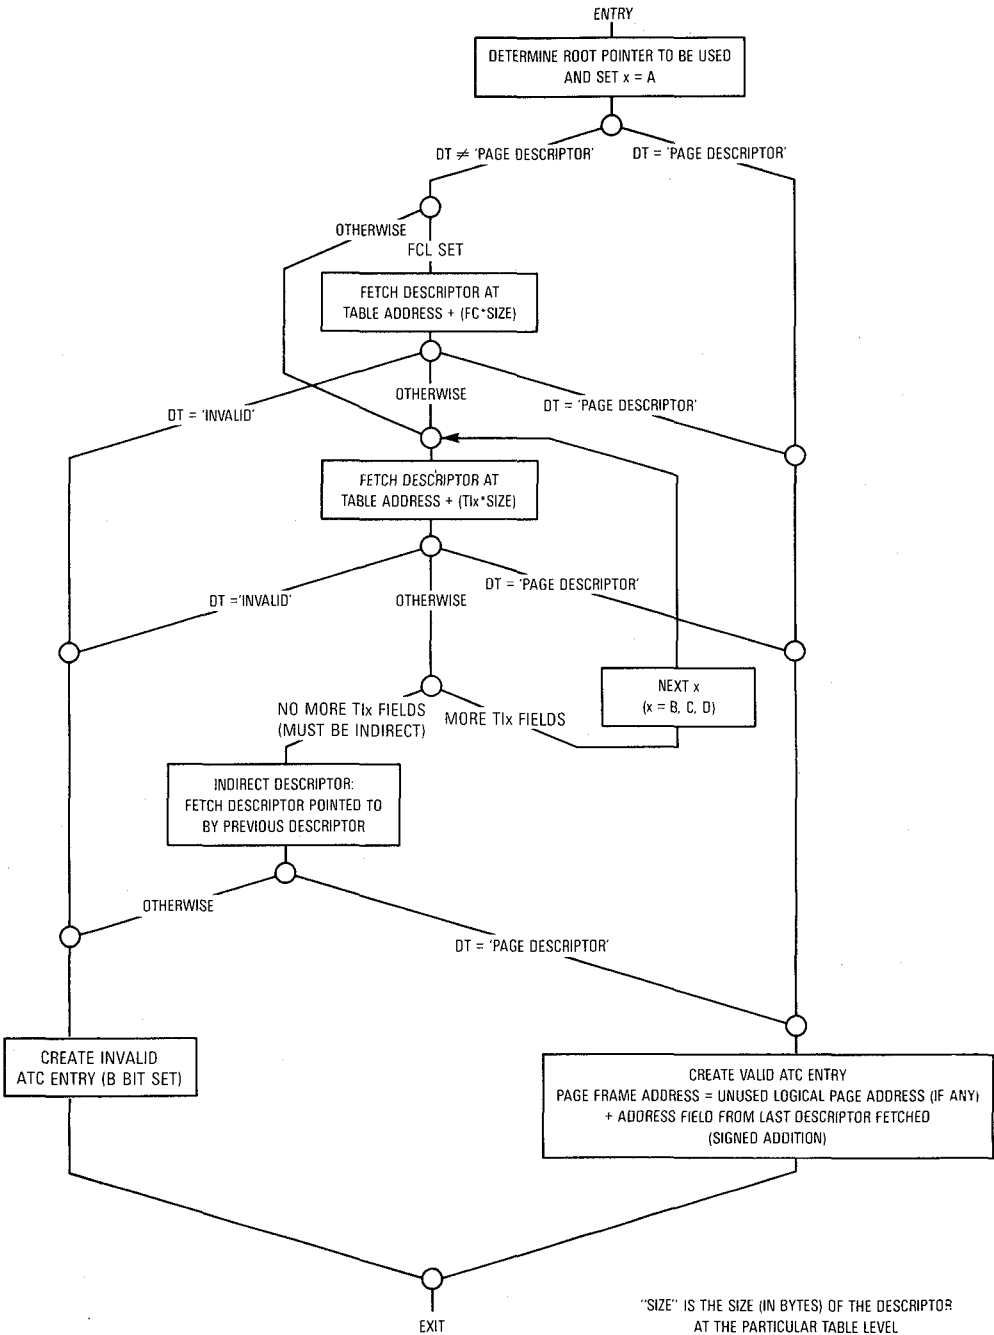 ENTRY
DETERMINE ROOT POINTER TO BE USED
AND SET x = A
DT ≠ 'PAGE DESCRIPTOR'
DT = 'PAGE DESCRIPTOR'
OTHERWISE
FCL SET
FETCH DESCRIPTOR AT
TABLE ADDRESS + (FC*SIZE)
DT = 'INVALID'
OTHERWISE
DT = 'PAGE DESCRIPTOR'
FETCH DESCRIPTOR AT
TABLE ADDRESS + (TIx*SIZE)
DT = 'INVALID'
OTHERWISE
DT = 'PAGE DESCRIPTOR'
NEXT x
(x = B, C, D)
NO MORE TIx FIELDS
(MUST BE INDIRECT)
MORE TIx FIELDS
INDIRECT DESCRIPTOR:
FETCH DESCRIPTOR POINTED TO
BY PREVIOUS DESCRIPTOR
OTHERWISE
DT = 'PAGE DESCRIPTOR'
CREATE INVALID
ATC ENTRY (B BIT SET)
CREATE VALID ATC ENTRY
PAGE FRAME ADDRESS = UNUSED LOGICAL PAGE ADDRESS (IF ANY)
+ ADDRESS FIELD FROM LAST DESCRIPTOR FETCHED
(SIGNED ADDITION)
EXIT
"SIZE" IS THE SIZE (IN BYTES) OF THE DESCRIPTOR
AT THE PARTICULAR TABLE LEVEL